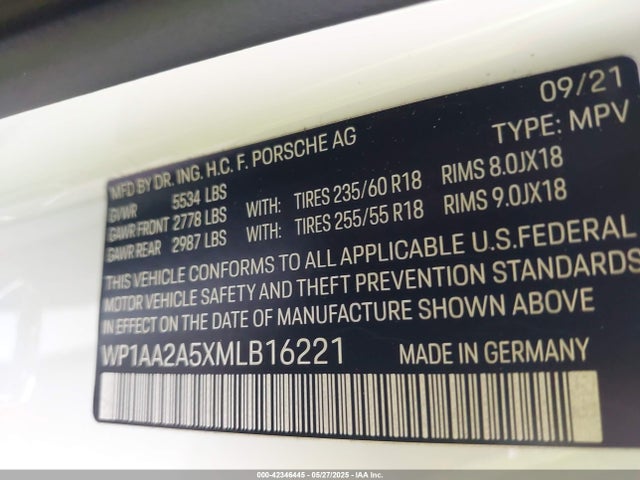 09/21
MFD BY DR. ING. H.C. F. PORSCHE AG TYPE: MPV
GVWR 5534 LBS
GAWR FRONT 2778 LBS WITH: TIRES 235/60 R18 RIMS 8.0JX18
GAWR REAR 2987 LBS WITH: TIRES 255/55 R18 RIMS 9.0JX18
THIS VEHICLE CONFORMS TO ALL APPLICABLE U.S.FEDERAL
MOTOR VEHICLE SAFETY AND THEFT PREVENTION STANDARDS
IN EFFECT ON THE DATE OF MANUFACTURE SHOWN ABOVE
WP1AA2A5XMLB16221 MADE IN GERMANY
000-42346445 - 05/27/2025 - IAA Inc.